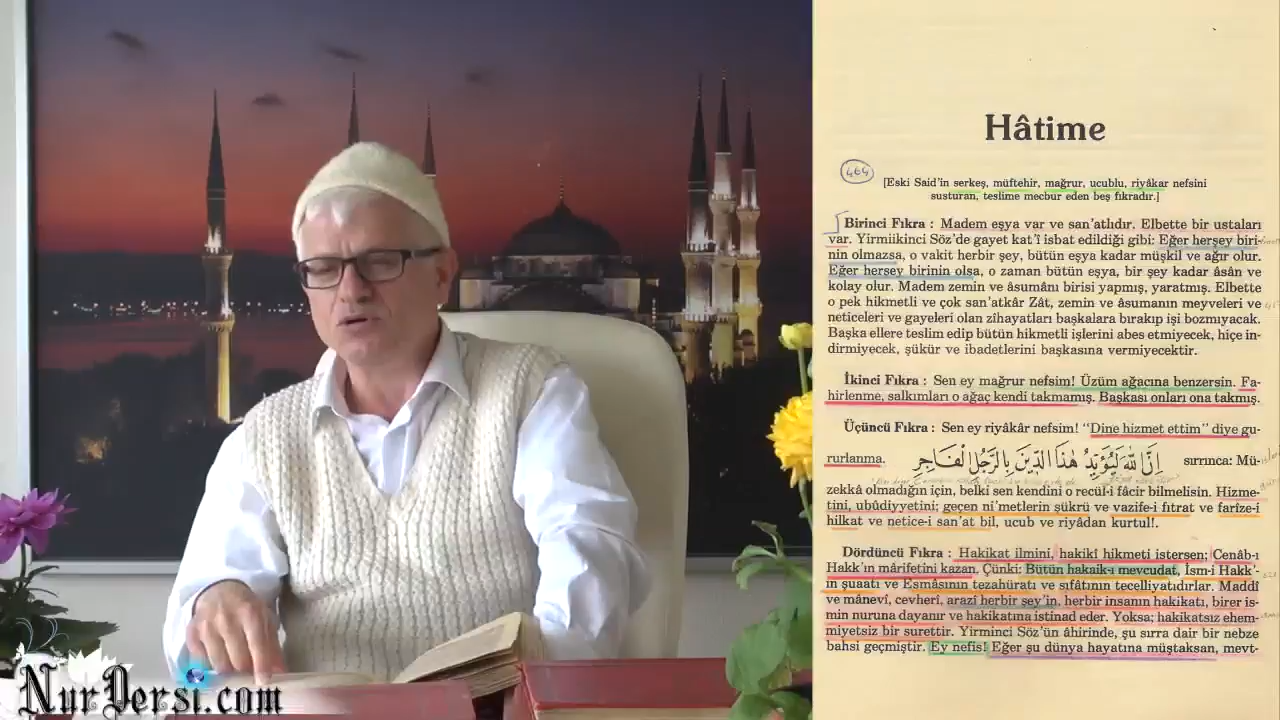 Hâtime
464
[Eski Said'in serkeş, müftehir, mağrur, ucublu, riyâkar nefsini
susturan, teslime mecbur eden beş fıkradır.]
Birinci Fıkra : Madem eşya var ve san'atlıdır. Elbette bir ustaları
var. Yirmiikinci Söz'de gayet kat'î isbat edildiği gibi: Eğer herşey biri-
nin olmazsa, o vakit herbir şey, bütün eşya kadar müşkil ve ağır olur.
Eğer hersey birinin olsa, o zaman bütün eşya, bir şey kadar âsân ve
kolay olur. Madem zemin ve âsumânı birisi yapmış, yaratmış. Elbette
o pek hikmetli ve çok san'atkâr Zât, zemin ve âsumanın meyveleri ve
neticeleri ve gayeleri olan zîhayatları başkalara bırakıp işi bozmıyacak.
Başka ellere teslim edip bütün hikmetli işlerini abes etmiyecek, hiçe in-
dirmiyecek, şükür ve ibadetlerini başkasına vermiyecektir.
İkinci Fıkra : Sen ey mağrur nefsim! Üzüm ağacına benzersin. Fa-
hirlenme, salkımları o ağaç kendi takmamış. Başkası onları ona takmış.
Üçüncü Fıkra : Sen ey riyâkar nefsim! "Dine hizmet ettim" diye gu-
rurlanma. اِنَّ اللّٰهَ لَيُؤَيِّدُ هٰذَا الدِّينَ بِالرَّجُلِ الْفَاجِرِ sırrınca: Mü-
zekkâ olmadığın için, belki sen kendini o recül-i fâcir bilmelisin. Hizme-
tini, ubûdiyyetini; geçen ni'metlerin şükrü ve vazife-i fıtrat ve farîze-i
hilkat ve netice-i san'at bil, ucub ve riyâdan kurtul!.
Dördüncü Fıkra : Hakikat ilmini, hakikî hikmeti istersen; Cenâb-ı
Hakk'ın mârifetini kazan. Çünki: Bütün hakaik-ı mevcudat, İsm-i Hakk'-
ın şuaatı ve Esmâsının tezahüratı ve sıfâtının tecelliyatıdırlar. Maddî
ve mânevî, cevherî, arazî herbir şey'in, herbir insanın hakikatı, birer is-
min nuruna dayanır ve hakikatına istinad eder. Yoksa; hakikatsız ehem-
miyetsiz bir surettir. Yirminci Söz'ün âhirinde, şu sırra dair bir nebze
bahsi geçmiştir. Ey nefis! Eğer şu dünya hayatına müştaksan, mevt-
NurDersi.com